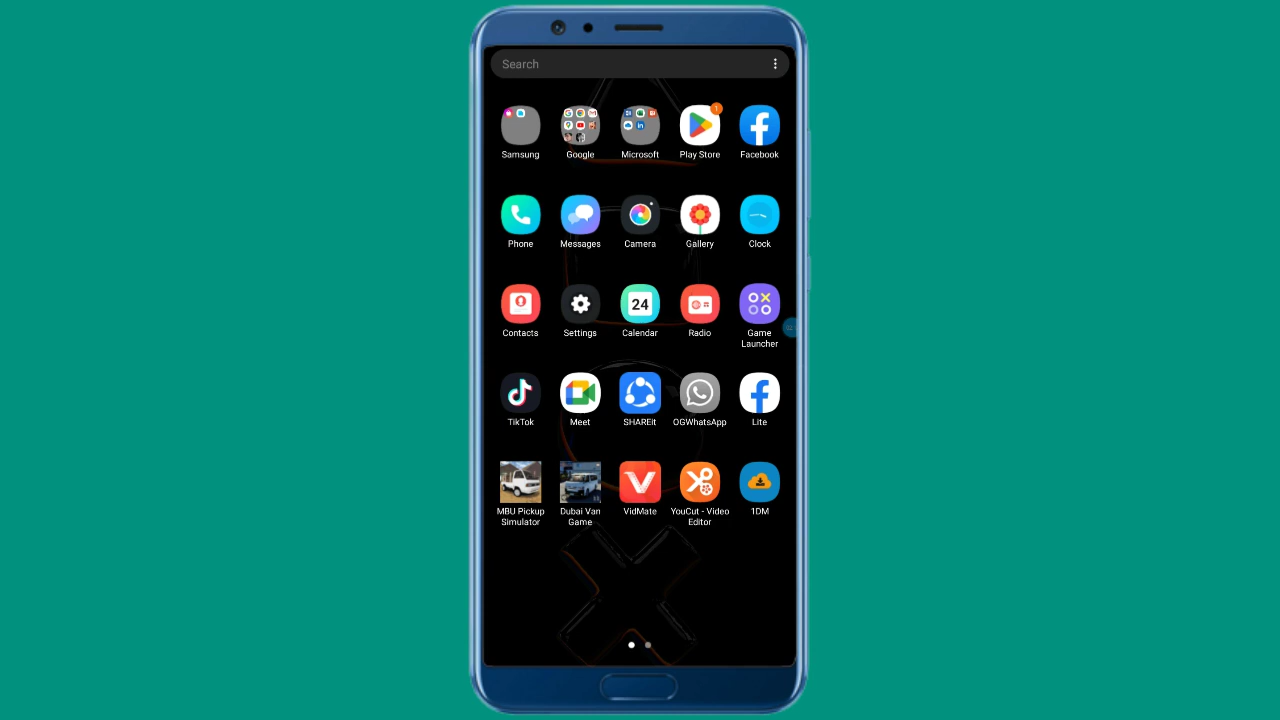 Search
1
Samsung
Google
Microsoft
Play Store
Facebook
Phone
Messages
Camera
Gallery
Clock
24
Contacts
Settings
Calendar
Radio
Game
Launcher
TikTok
Meet
SHAREit
OGWhatsApp
Lite
MBU Pickup
Simulator
Dubai Van
Game
VidMate
YouCut - Video
Editor
1DM